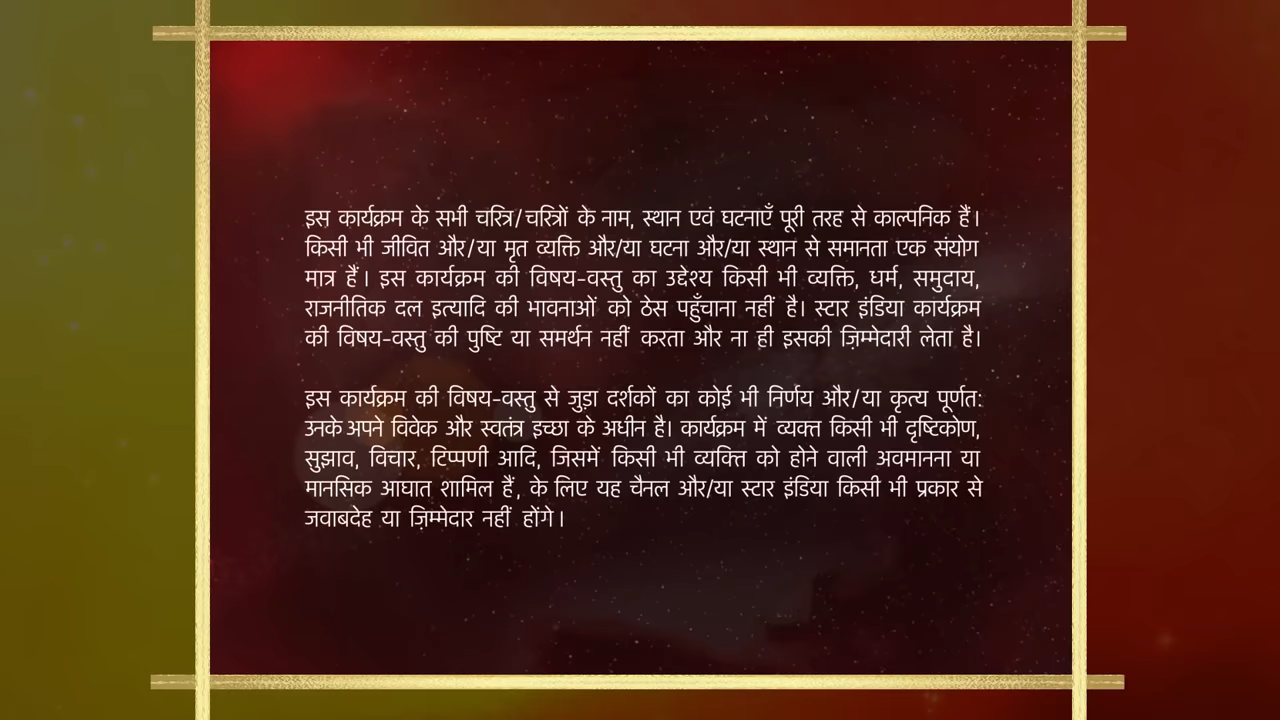 इस कार्यक्रम के सभी चरित्र/चरित्रों के नाम, स्थान एवं घटनाएँ पूरी तरह से काल्पनिक हैं।
किसी भी जीवित और/या मृत व्यक्ति और/या घटना और/या स्थान से समानता एक संयोग
मात्र हैं। इस कार्यक्रम की विषय-वस्तु का उद्देश्य किसी भी व्यक्ति, धर्म, समुदाय,
राजनीतिक दल इत्यादि की भावनाओं को ठेस पहुँचाना नहीं है। स्टार इंडिया कार्यक्रम
की विषय-वस्तु की पुष्टि या समर्थन नहीं करता और ना ही इसकी ज़िम्मेदारी लेता है।
इस कार्यक्रम की विषय-वस्तु से जुड़ा दर्शकों का कोई भी निर्णय और/या कृत्य पूर्णत:
उनके अपने विवेक और स्वतंत्र इच्छा के अधीन है। कार्यक्रम में व्यक्त किसी भी दृष्टिकोण,
सुझाव, विचार, टिप्पणी आदि, जिसमें किसी भी व्यक्ति को होने वाली अवमानना या
मानसिक आघात शामिल हैं, के लिए यह चैनल और/या स्टार इंडिया किसी भी प्रकार से
जवाबदेह या ज़िम्मेदार नहीं होंगे।